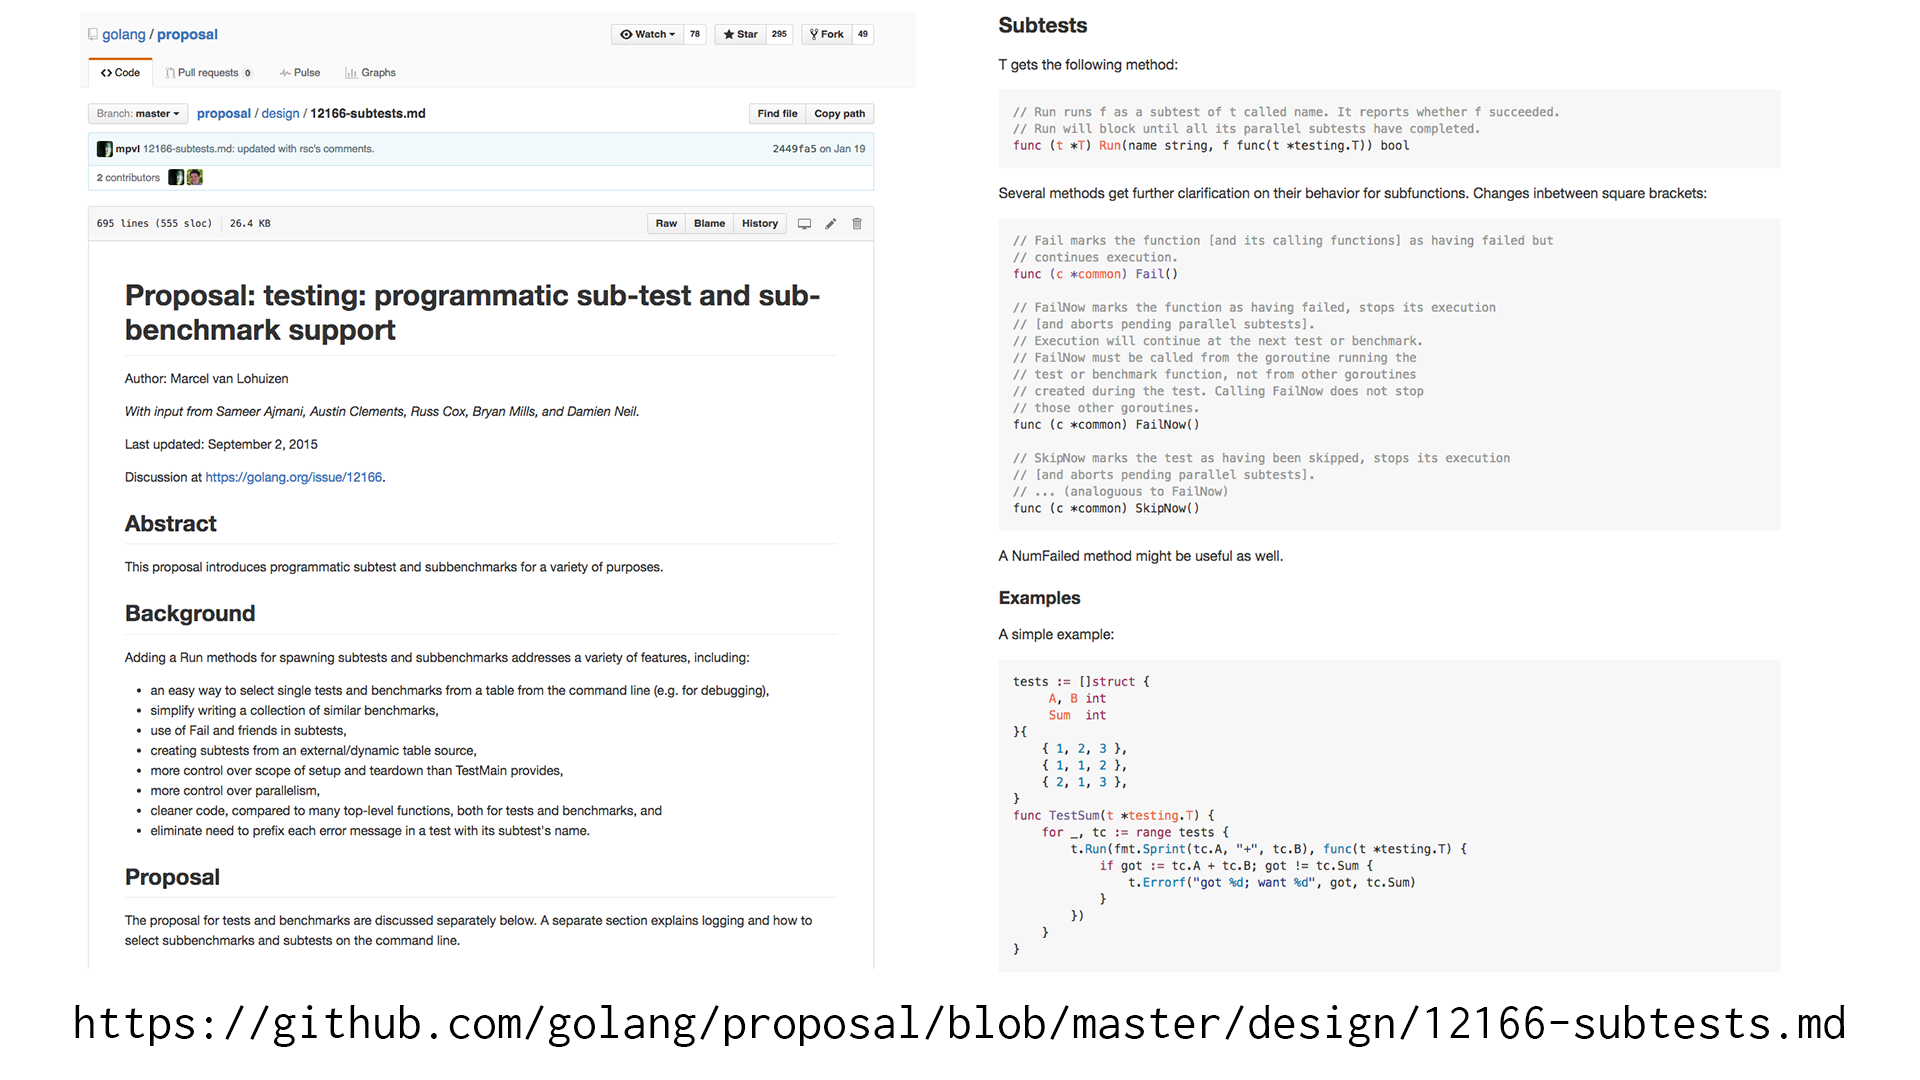 golang / proposal
Watch 78 Star 295 Fork 49
Code Pull requests 0 Pulse Graphs
Branch: master proposal / design / 12166-subtests.md Find file Copy path
mpvl 12166-subtests.md: updated with rsc's comments. 2449fa5 on Jan 19
2 contributors
695 lines (555 sloc) 26.4 KB Raw Blame History
Proposal: testing: programmatic sub-test and sub-
benchmark support
Author: Marcel van Lohuizen
With input from Sameer Ajmani, Austin Clements, Russ Cox, Bryan Mills, and Damien Neil.
Last updated: September 2, 2015
Discussion at https://golang.org/issue/12166.
Abstract
This proposal introduces programmatic subtest and subbenchmarks for a variety of purposes.
Background
Adding a Run methods for spawning subtests and subbenchmarks addresses a variety of features, including:
• an easy way to select single tests and benchmarks from a table from the command line (e.g. for debugging),
• simplify writing a collection of similar benchmarks,
• use of Fail and friends in subtests,
• creating subtests from an external/dynamic table source,
• more control over scope of setup and teardown than TestMain provides,
• more control over parallelism,
• cleaner code, compared to many top-level functions, both for tests and benchmarks, and
• eliminate need to prefix each error message in a test with its subtest's name.
Proposal
The proposal for tests and benchmarks are discussed separately below. A separate section explains logging and how to
select subbenchmarks and subtests on the command line.
Subtests
T gets the following method:
// Run runs f as a subtest of t called name. It reports whether f succeeded.
// Run will block until all its parallel subtests have completed.
func (t *T) Run(name string, f func(t *testing.T)) bool
Several methods get further clarification on their behavior for subfunctions. Changes inbetween square brackets:
// Fail marks the function [and its calling functions] as having failed but
// continues execution.
func (c *common) Fail()
// FailNow marks the function as having failed, stops its execution
// [and aborts pending parallel subtests].
// Execution will continue at the next test or benchmark.
// FailNow must be called from the goroutine running the
// test or benchmark function, not from other goroutines
// created during the test. Calling FailNow does not stop
// those other goroutines.
func (c *common) FailNow()
// SkipNow marks the test as having been skipped, stops its execution
// [and aborts pending parallel subtests].
// ... (analoguous to FailNow)
func (c *common) SkipNow()
A NumFailed method might be useful as well.
Examples
A simple example:
tests := []struct {
A, B int
Sum int
}{
{ 1, 2, 3 },
{ 1, 1, 2 },
{ 2, 1, 3 },
}
func TestSum(t *testing.T) {
for _, tc := range tests {
t.Run(fmt.Sprint(tc.A, "+", tc.B), func(t *testing.T) {
if got := tc.A + tc.B; got != tc.Sum {
t.Errorf("got %d; want %d", got, tc.Sum)
}
})
}
}
https://github.com/golang/proposal/blob/master/design/12166-subtests.md